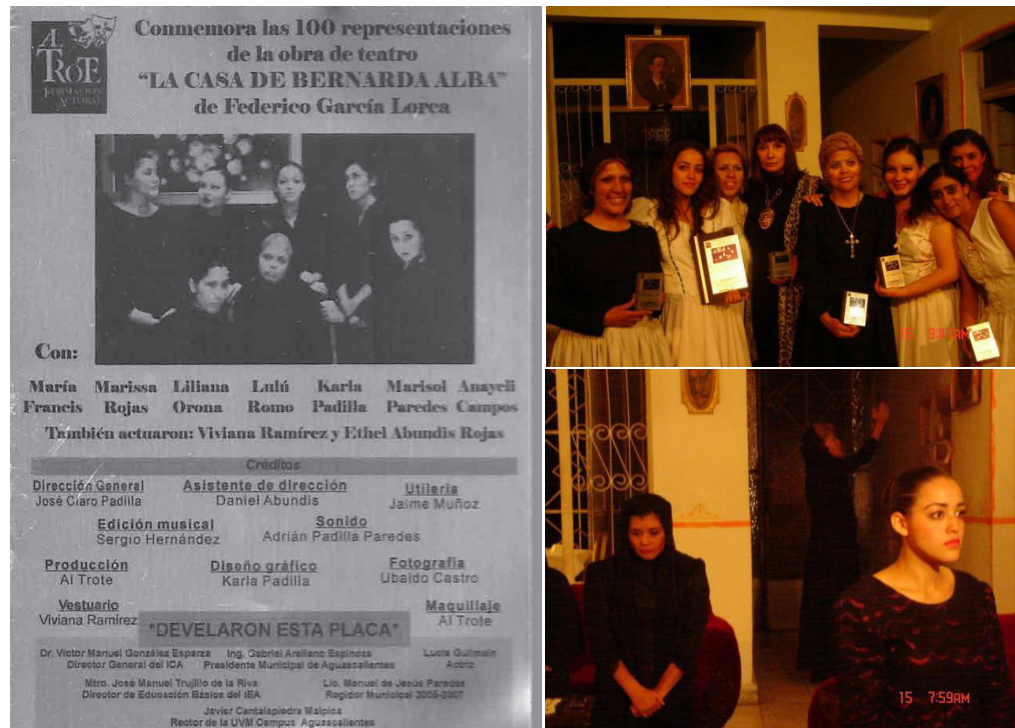 AL
TROTE
FORMACIÓN
ACTORAL
Conmemora las 100 representaciones
de la obra de teatro
“LA CASA DE BERNARDA ALBA”
de Federico García Lorca
Con:
María Marissa Liliana Lulú Karla Marisol Anayeli
Francis Rojas Orona Romo Padilla Paredes Campos
También actuaron: Viviana Ramírez y Ethel Abundis Rojas
Créditos
Dirección General Asistente de dirección Utilería
José Claro Padilla Daniel Abundis Jaime Muñoz
Edición musical Sonido
Sergio Hernández Adrián Padilla Paredes
Producción Diseño gráfico Fotografía
Al Trote Karla Padilla Ubaldo Castro
Vestuario Maquillaje
Viviana Ramírez Al Trote
*DEVELARON ESTA PLACA*
Dr. Victor Manuel González Esparza Ing. Gabriel Arellano Espinoza Lucia Guilmain
Director General del ICA Presidente Municipal de Aguascalientes Actriz
Mtro. José Manuel Trujillo de la Riva Lic. Manuel de Jesús Paredes
Director de Educación Básica del IEA Regidor Municipal 2005-2007
Javier Cantalapiedra Malpica
Rector de la UVM Campus Aguascalientes
15 7:59AM